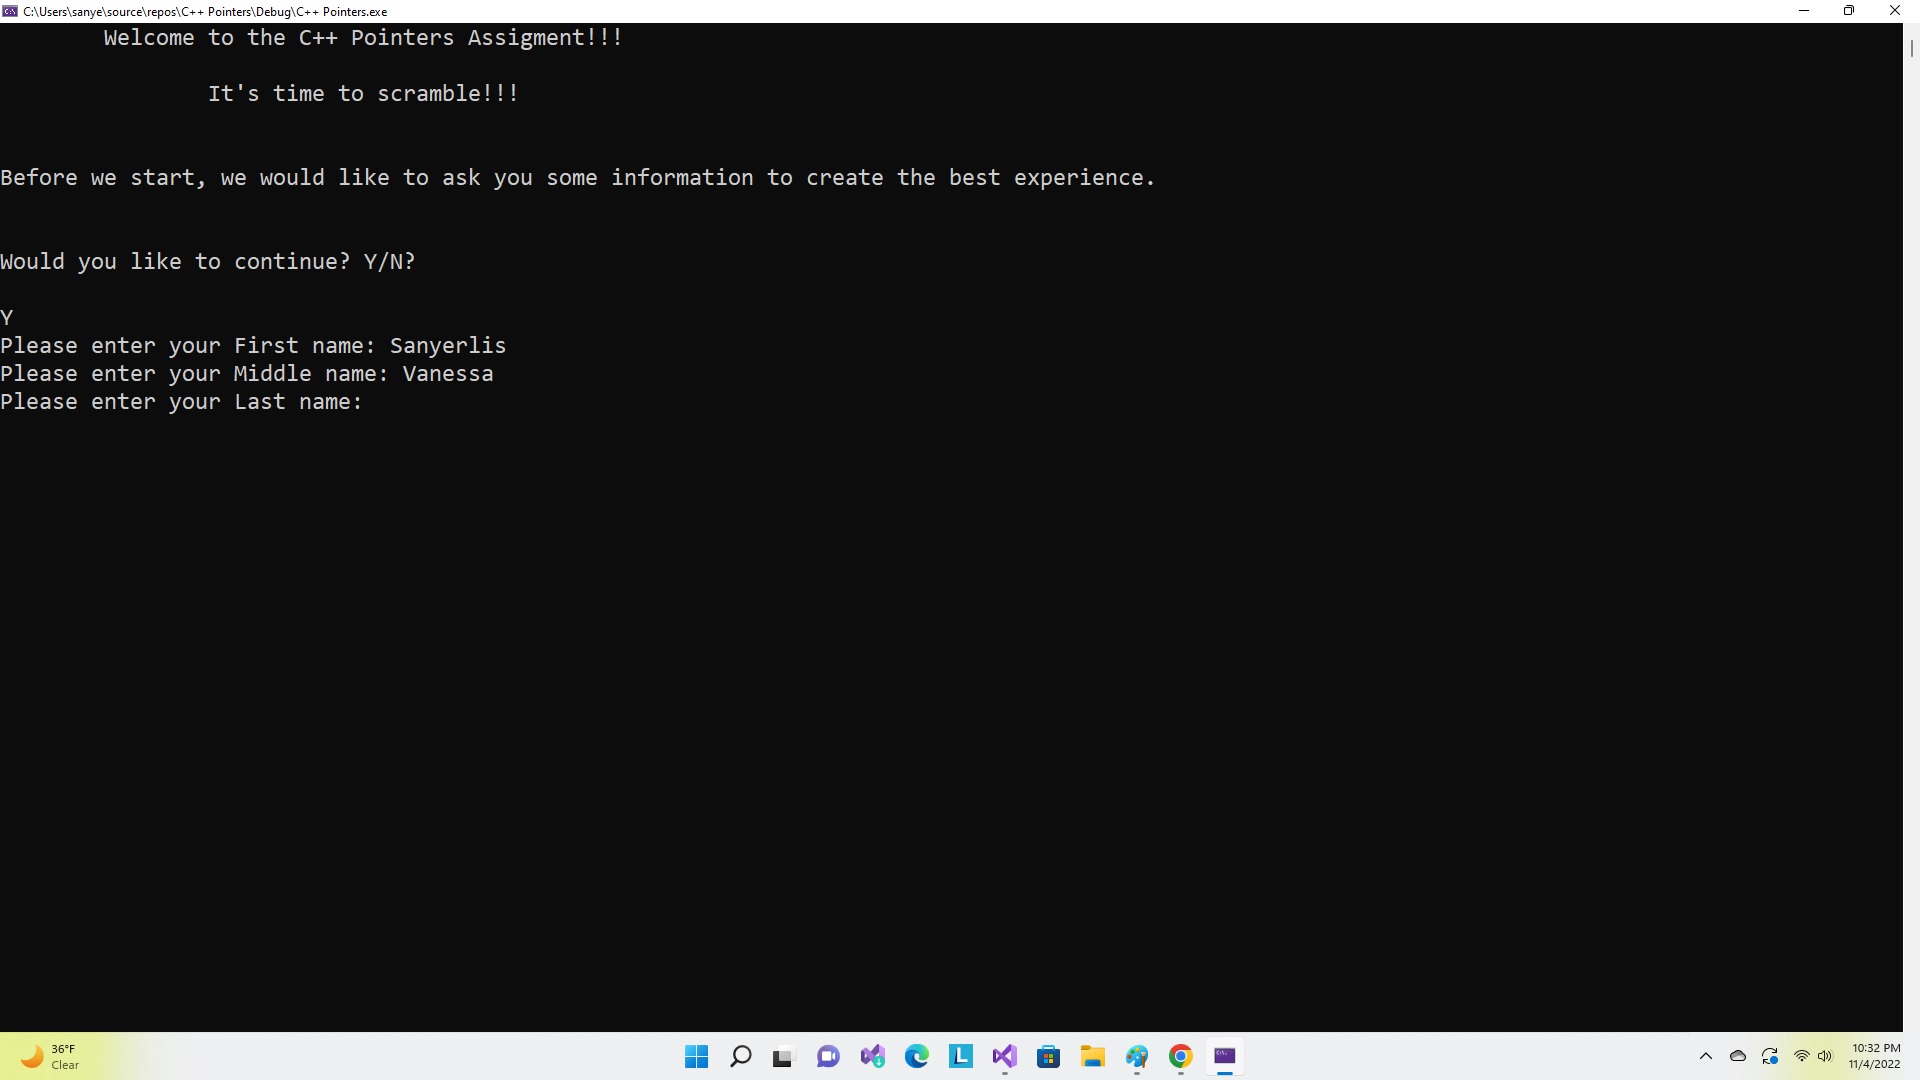 C:\Users\sanye\source\repos\C++ Pointers\Debug\C++ Pointers.exe
Welcome to the C++ Pointers Assigment!!!
It's time to scramble!!!
Before we start, we would like to ask you some information to create the best experience.
Would you like to continue? Y/N?
Y
Please enter your First name: Sanyerlis
Please enter your Middle name: Vanessa
Please enter your Last name:
36°F
Clear
10:32 PM
11/4/2022